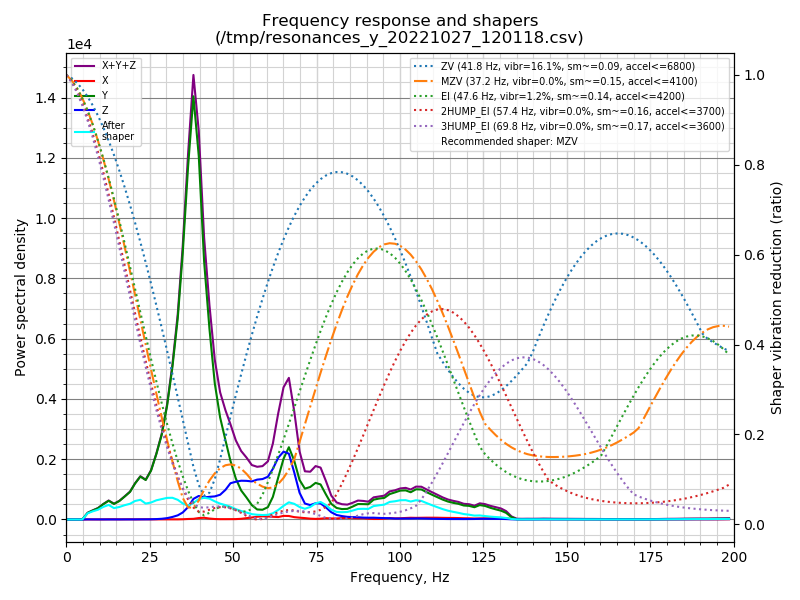 Frequency response and shapers
(/tmp/resonances_y_20221027_120118.csv)
1e4
X+Y+Z
X
Y
Z
After
shaper
ZV (41.8 Hz, vibr=16.1%, sm~=0.09, accel<=6800)
MZV (37.2 Hz, vibr=0.0%, sm~=0.15, accel<=4100)
EI (47.6 Hz, vibr=1.2%, sm~=0.14, accel<=4200)
2HUMP_EI (57.4 Hz, vibr=0.0%, sm~=0.16, accel<=3700)
3HUMP_EI (69.8 Hz, vibr=0.0%, sm~=0.17, accel<=3600)
Recommended shaper: MZV
Power spectral density
1.4
1.2
1.0
0.8
0.6
0.4
0.2
0.0
1.0
0.8
0.6
0.4
0.2
0.0
Shaper vibration reduction (ratio)
0 25 50 75 100 125 150 175 200
Frequency, Hz